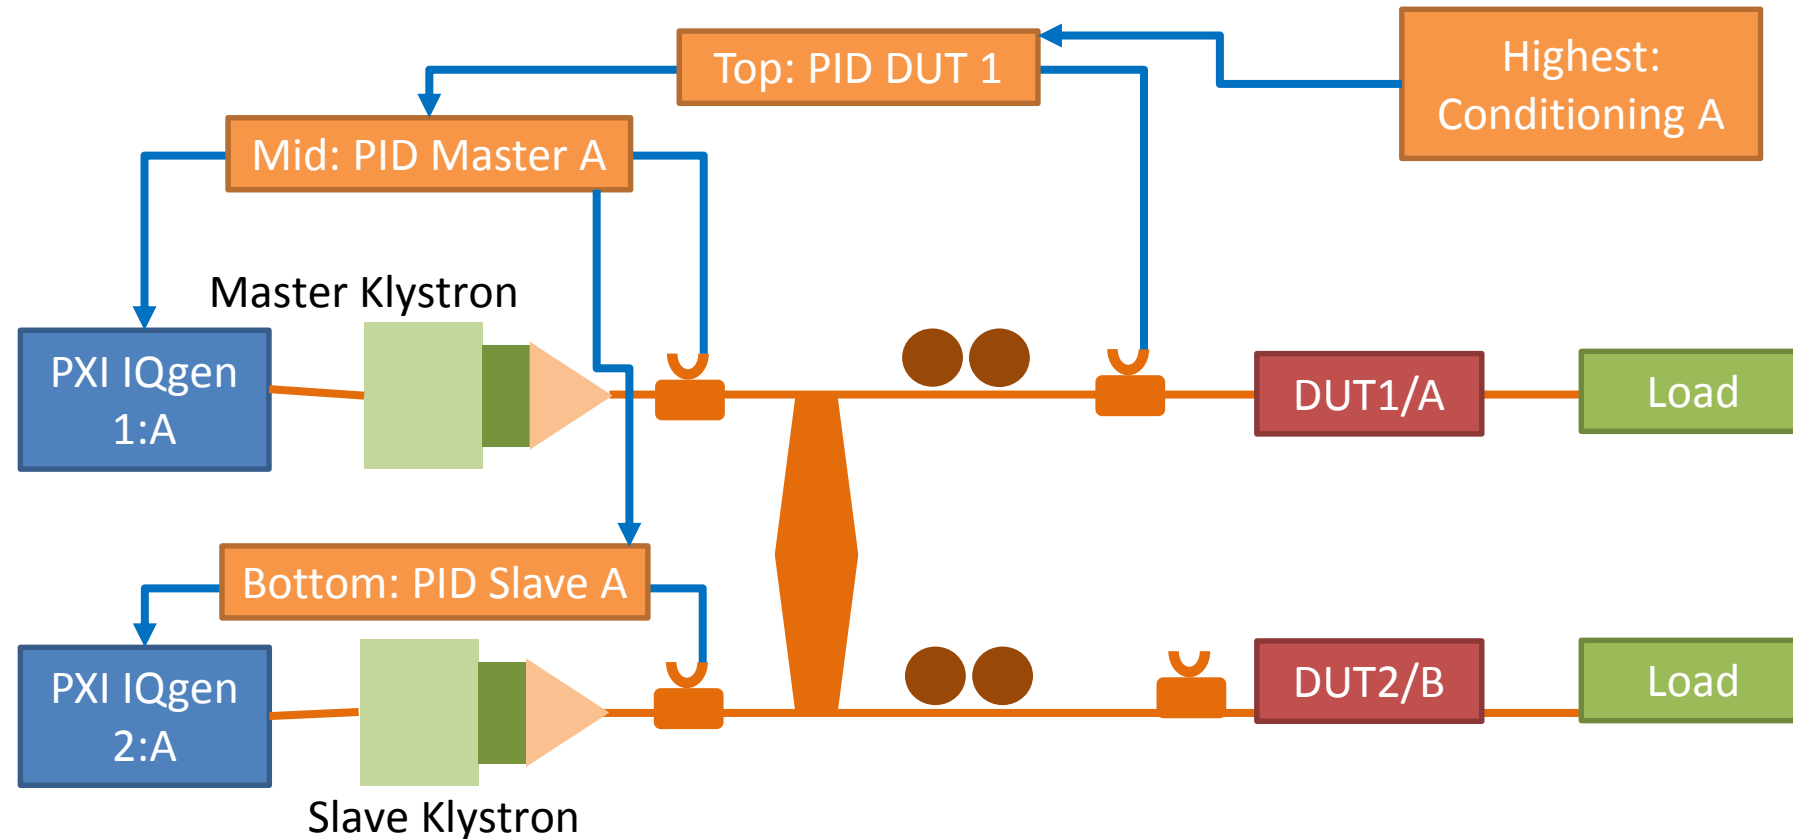 Highest:
Conditioning A
Top: PID DUT 1
Mid: PID Master A
Master Klystron
PXI IQgen
1:A
DUT1/A
Load
Bottom: PID Slave A
PXI IQgen
2:A
DUT2/B
Load
Slave Klystron